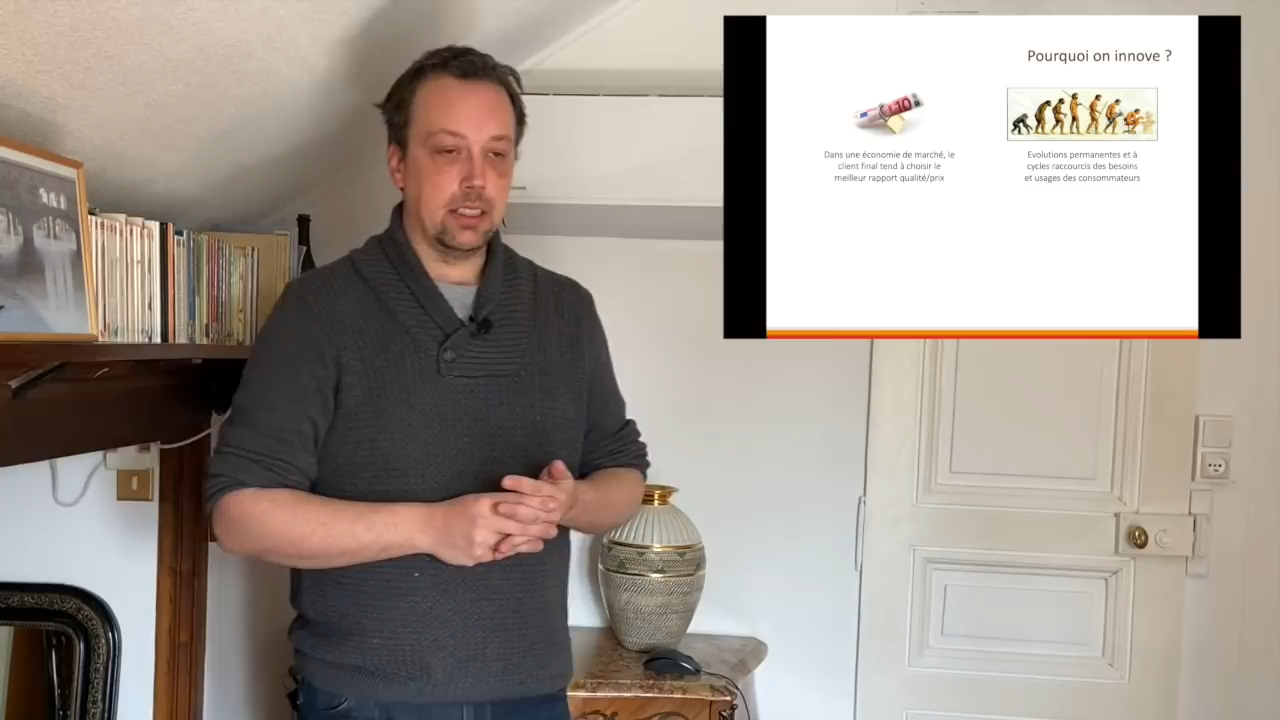 Pourquoi on innove ?
10
Dans une économie de marché, le
client final tend à choisir le
meilleur rapport qualité/prix
Evolutions permanentes et à
cycles raccourcis des besoins
et usages des consommateurs